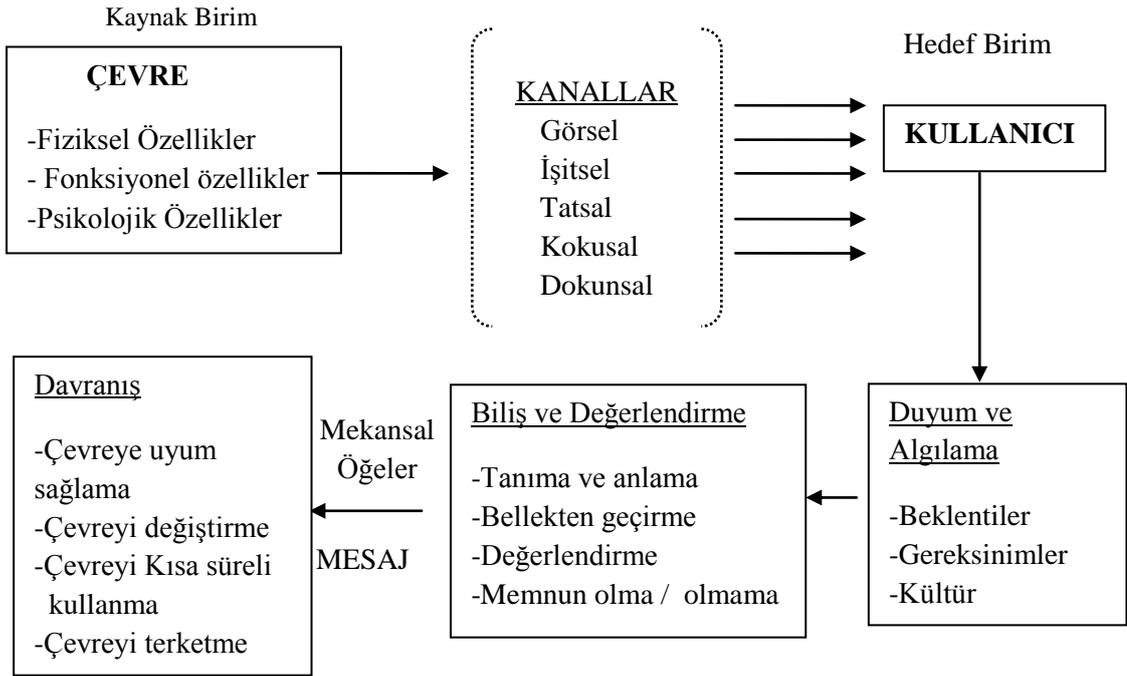 Kaynak Birim
ÇEVRE
-Fiziksel Özellikler
- Fonksiyonel özellikler
-Psikolojik Özellikler
KANALLAR
Görsel
İşitsel
Tatsal
Kokusal
Dokunsal
Hedef Birim
KULLANICI
Duyum ve
Algılama
-Beklentiler
-Gereksinimler
-Kültür
Biliş ve Değerlendirme
-Tanıma ve anlama
-Bellekten geçirme
-Değerlendirme
-Memnun olma / olmama
Mekansal
Öğeler
MESAJ
Davranış
-Çevreye uyum
sağlama
-Çevreyi değiştirme
-Çevreyi Kısa süreli
kullanma
-Çevreyi terketme